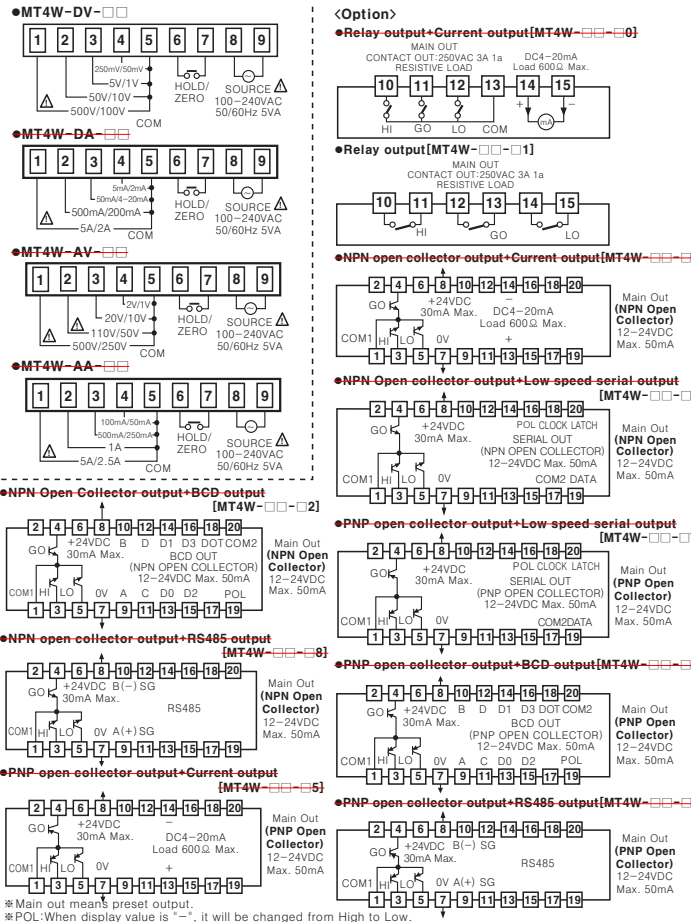 ●MT4W-DV-□□
1 2 3 4 5 6 7 8 9
250mV/50mV
5V/1V
50V/10V
500V/100V
COM
HOLD/
ZERO
SOURCE
100-240VAC
50/60Hz 5VA
●MT4W-DA-□□
1 2 3 4 5 6 7 8 9
5mA/2mA
50mA/4-20mA
500mA/200mA
5A/2A
COM
HOLD/
ZERO
SOURCE
100-240VAC
50/60Hz 5VA
●MT4W-AV-□□
1 2 3 4 5 6 7 8 9
2V/1V
20V/10V
110V/50V
500V/250V
COM
HOLD/
ZERO
SOURCE
100-240VAC
50/60Hz 5VA
●MT4W-AA-□□
1 2 3 4 5 6 7 8 9
100mA/50mA
500mA/250mA
1A
5A/2.5A
COM
HOLD/
ZERO
SOURCE
100-240VAC
50/60Hz 5VA
●NPN Open Collector output+BCD output
[MT4W-□□-□2]
2 4 6 8 10 12 14 16 18 20
GO +24VDC B D D1 D3 DOT COM2
30mA Max. BCD OUT
(NPN OPEN COLLECTOR)
12-24VDC Max. 50mA
COM1 HI LO 0V A C D0 D2 POL
1 3 5 7 9 11 13 15 17 19
Main Out
(NPN Open
Collector)
12-24VDC
Max. 50mA
●NPN open collector output+RS485 output
[MT4W-□□-□8]
2 4 6 8 10 12 14 16 18 20
GO +24VDC B(-) SG
30mA Max. RS485
COM1 HI LO 0V A(+) SG
1 3 5 7 9 11 13 15 17 19
Main Out
(NPN Open
Collector)
12-24VDC
Max. 50mA
●PNP open collector output+Current output
[MT4W-□□-□5]
2 4 6 8 10 12 14 16 18 20
GO +24VDC −
30mA Max. DC4-20mA
Load 600Ω Max.
COM1 HI LO 0V +
1 3 5 7 9 11 13 15 17 19
Main Out
(PNP Open
Collector)
12-24VDC
Max. 50mA
※Main out means preset output.
※POL:When display value is "−", it will be changed from High to Low.
〈Option〉
●Relay output+Current output[MT4W-□□-□0]
MAIN OUT
CONTACT OUT:250VAC 3A 1a
RESISTIVE LOAD
DC4-20mA
Load 600Ω Max.
10 11 12 13 14 15
+ −
mA
HI GO LO COM
●Relay output[MT4W-□□-□1]
MAIN OUT
CONTACT OUT:250VAC 3A 1a
RESISTIVE LOAD
10 11 12 13 14 15
HI GO LO
●NPN open collector output+Current output[MT4W-□□-□
2 4 6 8 10 12 14 16 18 20
GO +24VDC −
30mA Max. DC4-20mA
Load 600Ω Max.
COM1 HI LO 0V +
1 3 5 7 9 11 13 15 17 19
Main Out
(NPN Open
Collector)
12-24VDC
Max. 50mA
●NPN Open collector output+Low speed serial output
[MT4W-□□-□
2 4 6 8 10 12 14 16 18 20
GO +24VDC POL CLOCK LATCH
30mA Max. SERIAL OUT
(NPN OPEN COLLECTOR)
12-24VDC Max. 50mA
COM1 HI LO 0V COM2 DATA
1 3 5 7 9 11 13 15 17 19
Main Out
(NPN Open
Collector)
12-24VDC
Max. 50mA
●PNP open collector output+Low speed serial output
[MT4W-□□-□
2 4 6 8 10 12 14 16 18 20
GO +24VDC POL CLOCK LATCH
30mA Max. SERIAL OUT
(PNP OPEN COLLECTOR)
12-24VDC Max. 50mA
COM1 HI LO 0V COM2DATA
1 3 5 7 9 11 13 15 17 19
Main Out
(PNP Open
Collector)
12-24VDC
Max. 50mA
●PNP open collector output+BCD output[MT4W-□□-□
2 4 6 8 10 12 14 16 18 20
GO +24VDC B D D1 D3 DOT COM2
30mA Max. BCD OUT
(PNP OPEN COLLECTOR)
12-24VDC Max. 50mA
COM1 HI LO 0V A C D0 D2 POL
1 3 5 7 9 11 13 15 17 19
Main Out
(PNP Open
Collector)
12-24VDC
Max. 50mA
●PNP open collector output+RS485 output[MT4W-□□-□
2 4 6 8 10 12 14 16 18 20
GO +24VDC B(-) SG
30mA Max. RS485
COM1 HI LO 0V A(+) SG
1 3 5 7 9 11 13 15 17 19
Main Out
(PNP Open
Collector)
12-24VDC
Max. 50mA